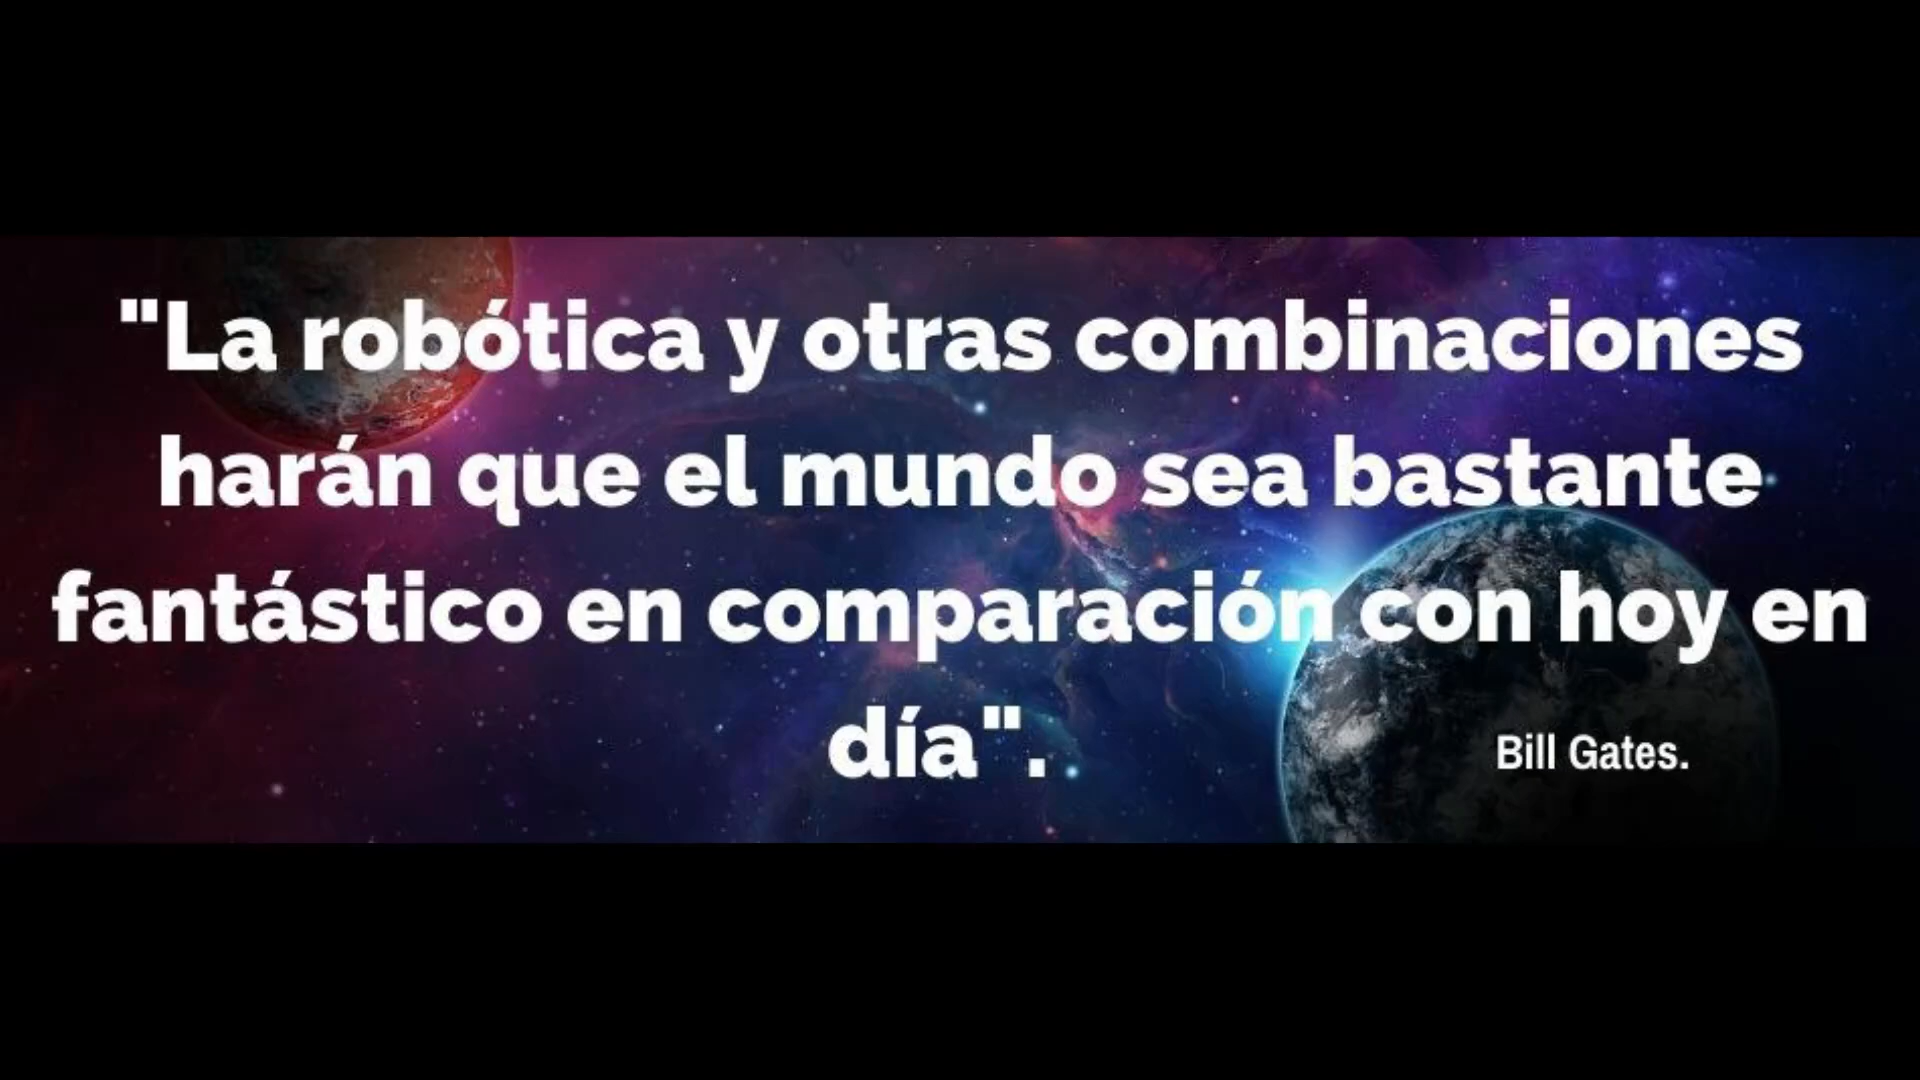 "La robótica y otras combinaciones
harán que el mundo sea bastante
fantástico en comparación con hoy en
día".
Bill Gates.